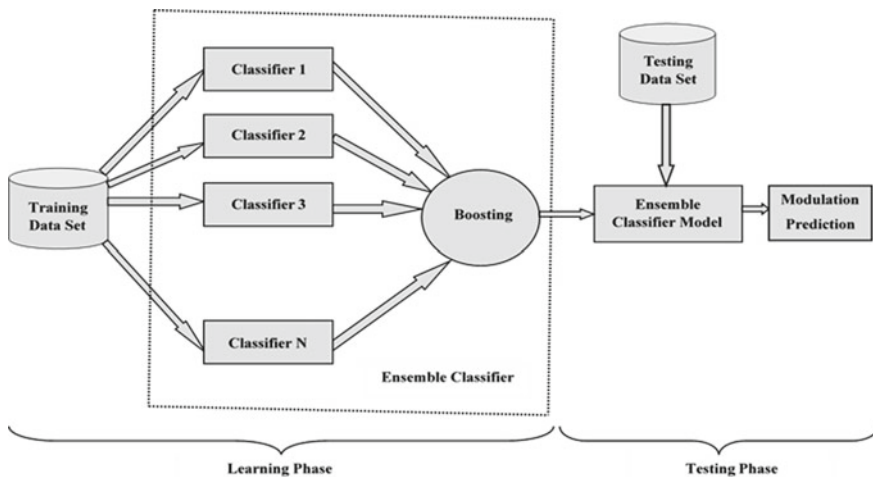 Classifier 1
Classifier 2
Classifier 3
Classifier N
Training
Data Set
Boosting
Ensemble Classifier
Testing
Data Set
Ensemble
Classifier Model
Modulation
Prediction
Learning Phase
Testing Phase